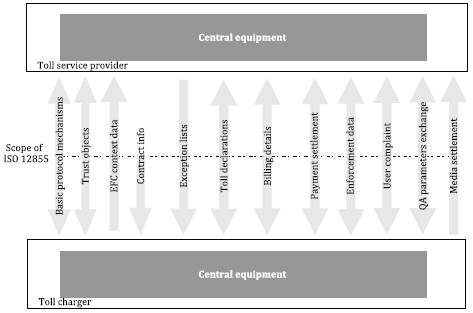 Central equipment
Toll service provider
Scope of
ISO 12855
Basic protocol mechanisms
Trust objects
EFC context data
Contract info
Exception lists
Toll declarations
Billing details
Payment settlement
Enforcement data
User complaint
QA parameters exchange
Media settlement
Central equipment
Toll charger